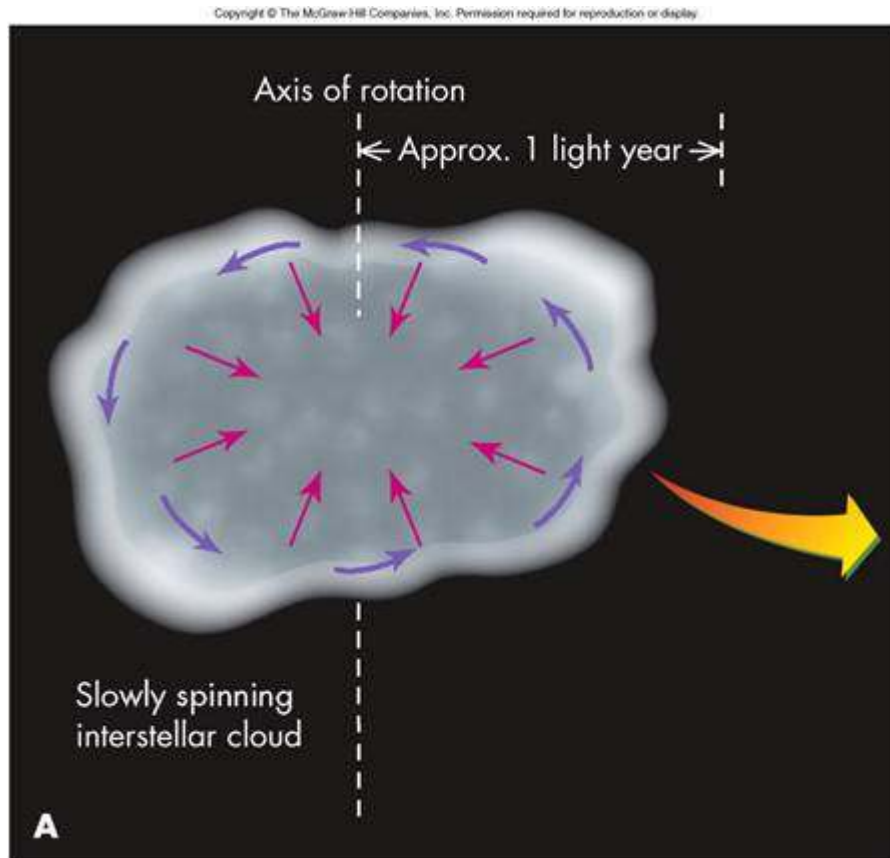 Copyright © The McGraw-Hill Companies, Inc. Permission required for reproduction or display.
Axis of rotation
Approx. 1 light year
Slowly spinning
interstellar cloud
A